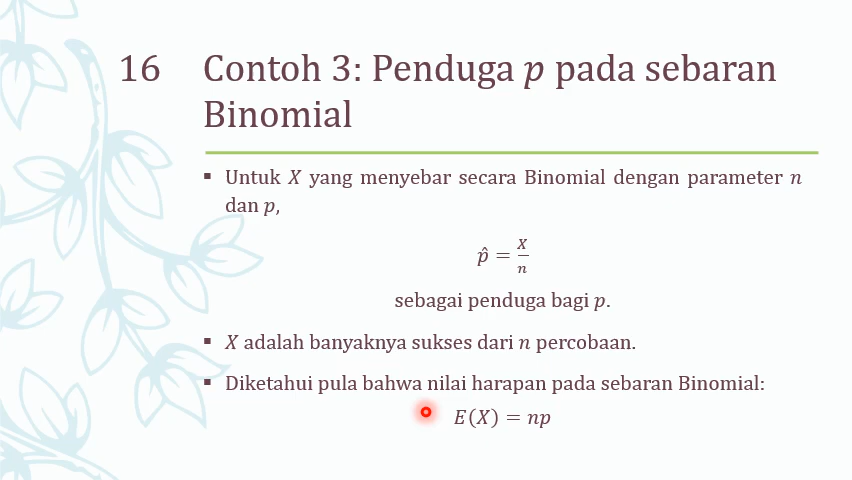 16 Contoh 3: Penduga p pada sebaran
Binomial
▪ Untuk X yang menyebar secara Binomial dengan parameter n
dan p,
p̂ = X/n
sebagai penduga bagi p.
▪ X adalah banyaknya sukses dari n percobaan.
▪ Diketahui pula bahwa nilai harapan pada sebaran Binomial:
E(X) = np